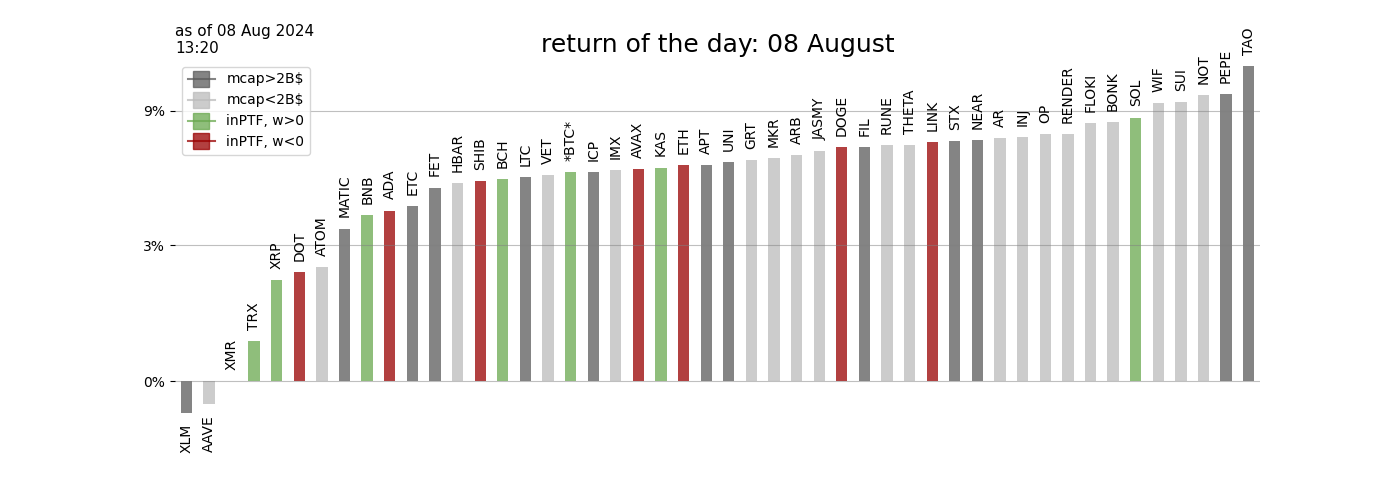 as of 08 Aug 2024
13:20
return of the day: 08 August
mcap>2B$
mcap<2B$
inPTF, w>0
inPTF, w<0
9%
3%
0%
XLM
AAVE
XMR
TRX
XRP
DOT
ATOM
MATIC
BNB
ADA
ETC
FET
HBAR
SHIB
BCH
LTC
VET
*BTC*
ICP
IMX
AVAX
KAS
ETH
APT
UNI
GRT
MKR
ARB
JASMY
DOGE
FIL
RUNE
THETA
LINK
STX
NEAR
AR
INJ
OP
RENDER
FLOKI
BONK
SOL
WIF
SUI
NOT
PEPE
TAO